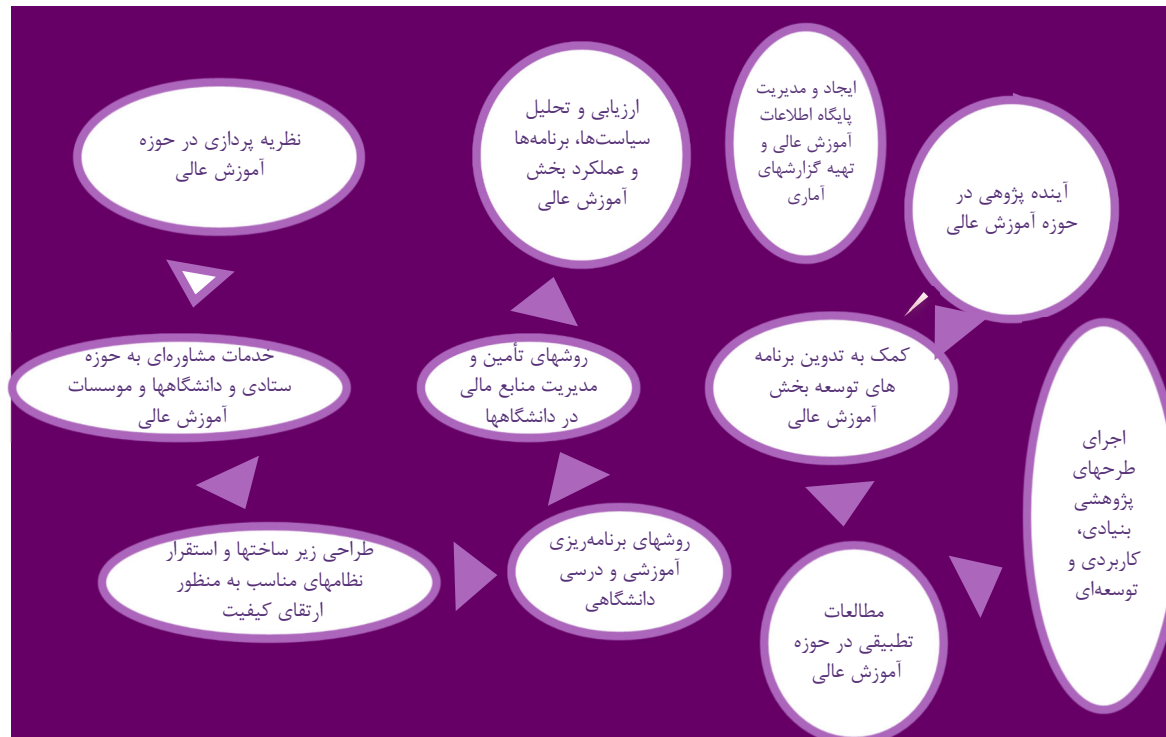 ایجاد و مدیریت
پایگاه اطلاعات
آموزش عالی و
تهیه گزارشهای
آماری
آینده پژوهی در
حوزه آموزش عالی
ارزیابی و تحلیل
سیاست‌ها، برنامه‌ها
و عملکرد بخش
آموزش عالی
نظریه پردازی در حوزه
آموزش عالی
کمک به تدوین برنامه
های توسعه بخش
آموزش عالی
روشهای تأمین و
مدیریت منابع مالی
در دانشگاهها
خدمات مشاوره‌ای به حوزه
ستادی و دانشگاهها و موسسات
آموزش عالی
اجرای
طرحهای
پژوهشی
بنیادی،
کاربردی و
توسعه‌ای
مطالعات
تطبیقی در حوزه
آموزش عالی
روشهای برنامه‌ریزی
آموزشی و درسی
دانشگاهی
طراحی زیر ساختها و استقرار
نظامهای مناسب به منظور
ارتقای کیفیت